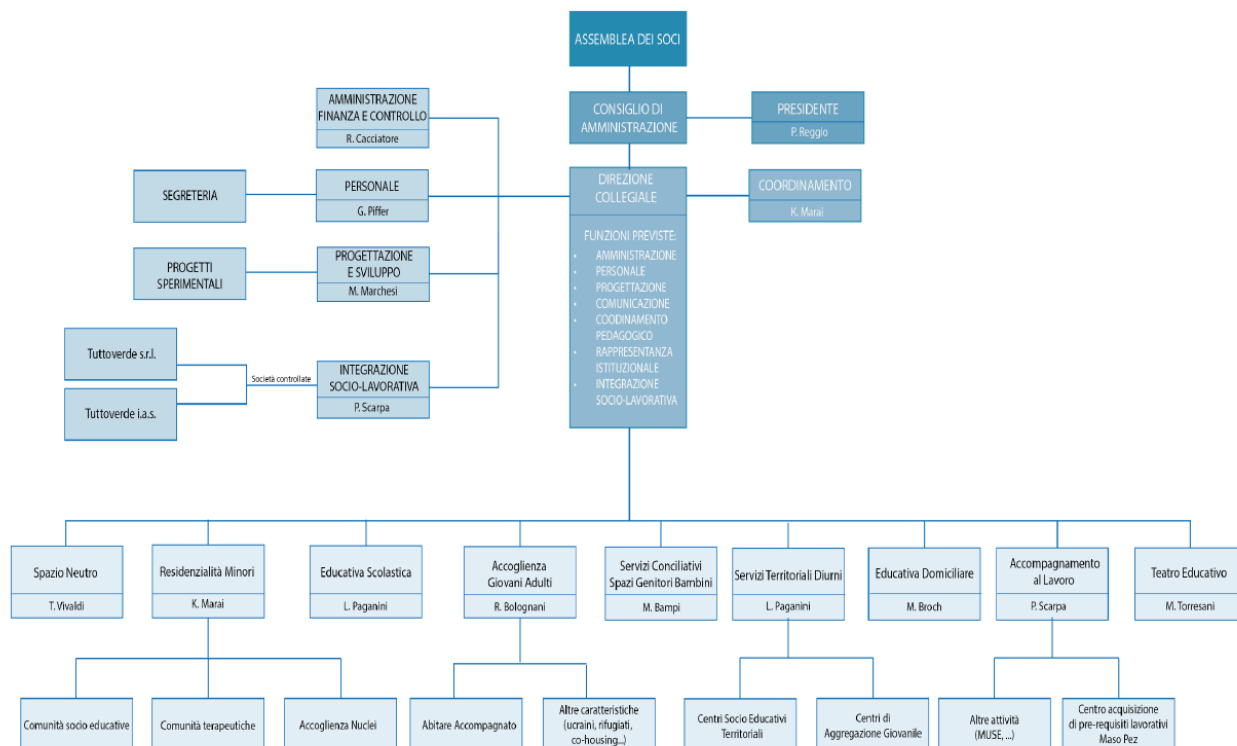 ASSEMBLEA DEI SOCI
AMMINISTRAZIONE
FINANZA E CONTROLLO
R. Cacciatore
CONSIGLIO DI
AMMINISTRAZIONE
PRESIDENTE
P. Reggio
SEGRETERIA
PERSONALE
G. Piffer
DIREZIONE
COLLEGIALE
COORDINAMENTO
K. Marai
FUNZIONI PREVISTE:
• AMMINISTRAZIONE
• PERSONALE
• PROGETTAZIONE
• COMUNICAZIONE
• COODINAMENTO
PEDAGOGICO
• RAPPRESENTANZA
ISTITUZIONALE
• INTEGRAZIONE
SOCIO-LAVORATIVA
PROGETTI
SPERIMENTALI
PROGETTAZIONE
E SVILUPPO
M. Marchesi
Tuttoverde s.r.l.
Tuttoverde i.a.s.
Società controllate
INTEGRAZIONE
SOCIO-LAVORATIVA
P. Scarpa
Spazio Neutro
T. Vivaldi
Residenzialità Minori
K. Marai
Educativa Scolastica
L. Paganini
Accoglienza
Giovani Adulti
R. Bolognani
Servizi Conciliativi
Spazi Genitori Bambini
M. Bampi
Servizi Territoriali Diurni
L. Paganini
Educativa Domiciliare
M. Broch
Accompagnamento
al Lavoro
P. Scarpa
Teatro Educativo
M. Torresani
Comunità socio educative
Comunità terapeutiche
Accoglienza Nuclei
Abitare Accompagnato
Altre caratteristiche
(ucraini, rifugiati,
co-housing...)
Centri Socio Educativi
Territoriali
Centri di
Aggregazione Giovanile
Altre attività
(MUSE, ...)
Centro acquisizione
di pre-requisiti lavorativi
Maso Pez